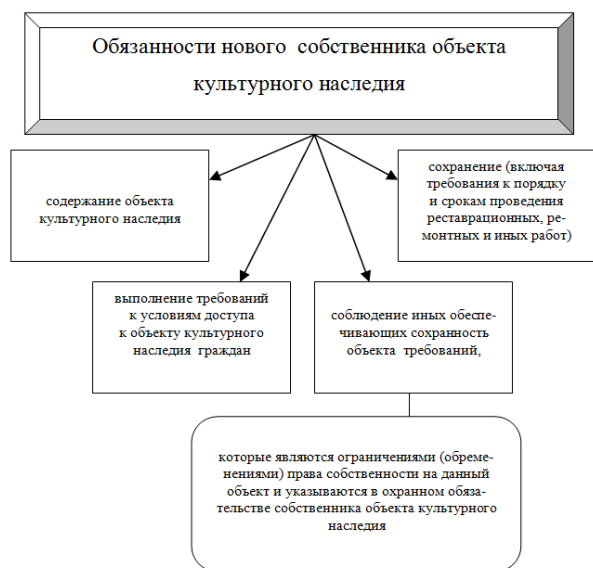 Обязанности нового собственника объекта
культурного наследия
содержание объекта
культурного наследия
сохранение (включая
требования к порядку
и срокам проведения
реставрационных, ре-
монтных и иных работ)
выполнение требований
к условиям доступа
к объекту культурного
наследия граждан
соблюдение иных обеспе-
чивающих сохранность
объекта требований,
которые являются ограничениями (обреме-
нениями) права собственности на данный
объект и указываются в охранном обяза-
тельстве собственника объекта культурного
наследия